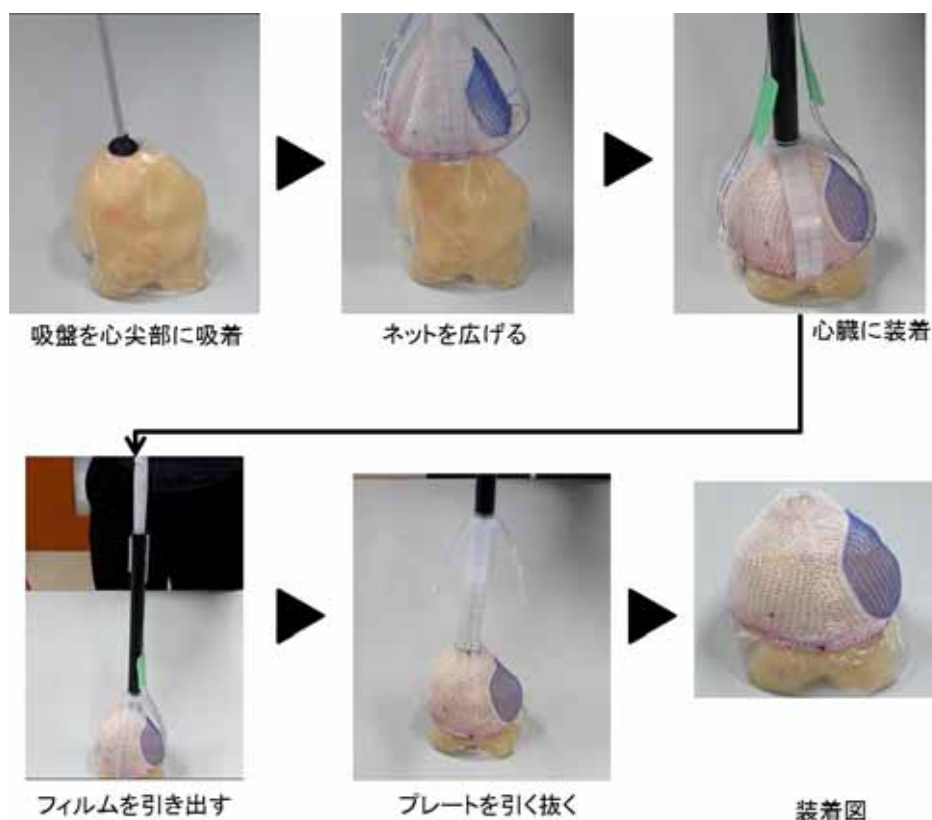 吸盤を心尖部に吸着
ネットを広げる
心臓に装着
フィルムを引き出す
プレートを引く抜く
装着図